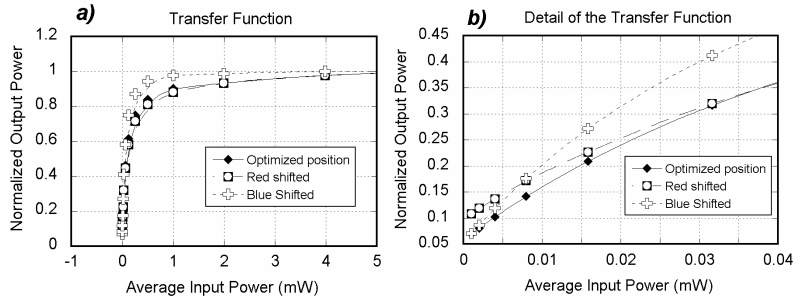 a)
Transfer Function
Normalized Output Power
1.2
1
0.8
0.6
0.4
0.2
0
-1 0 1 2 3 4 5
Average Input Power (mW)
Optimized position
Red shifted
Blue Shifted
b)
Detail of the Transfer Function
Normalized Output Power
0.45
0.4
0.35
0.3
0.25
0.2
0.15
0.1
0.05
0 0.01 0.02 0.03 0.04
Average Input Power (mW)
Optimized position
Red shifted
Blue Shifted